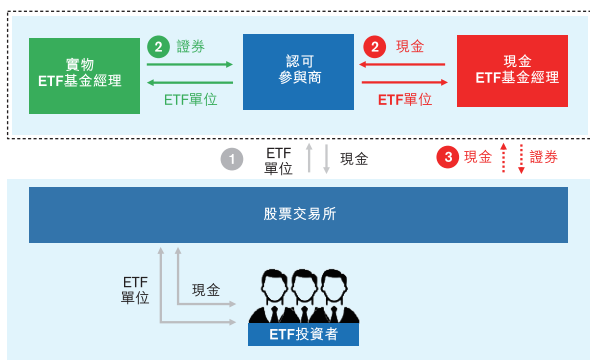 實物
ETF基金經理
2 證券
ETF單位
認可
參與商
2 現金
ETF單位
現金
ETF基金經理
1 ETF
單位
現金
3 現金
證券
股票交易所
ETF
單位
現金
ETF投資者